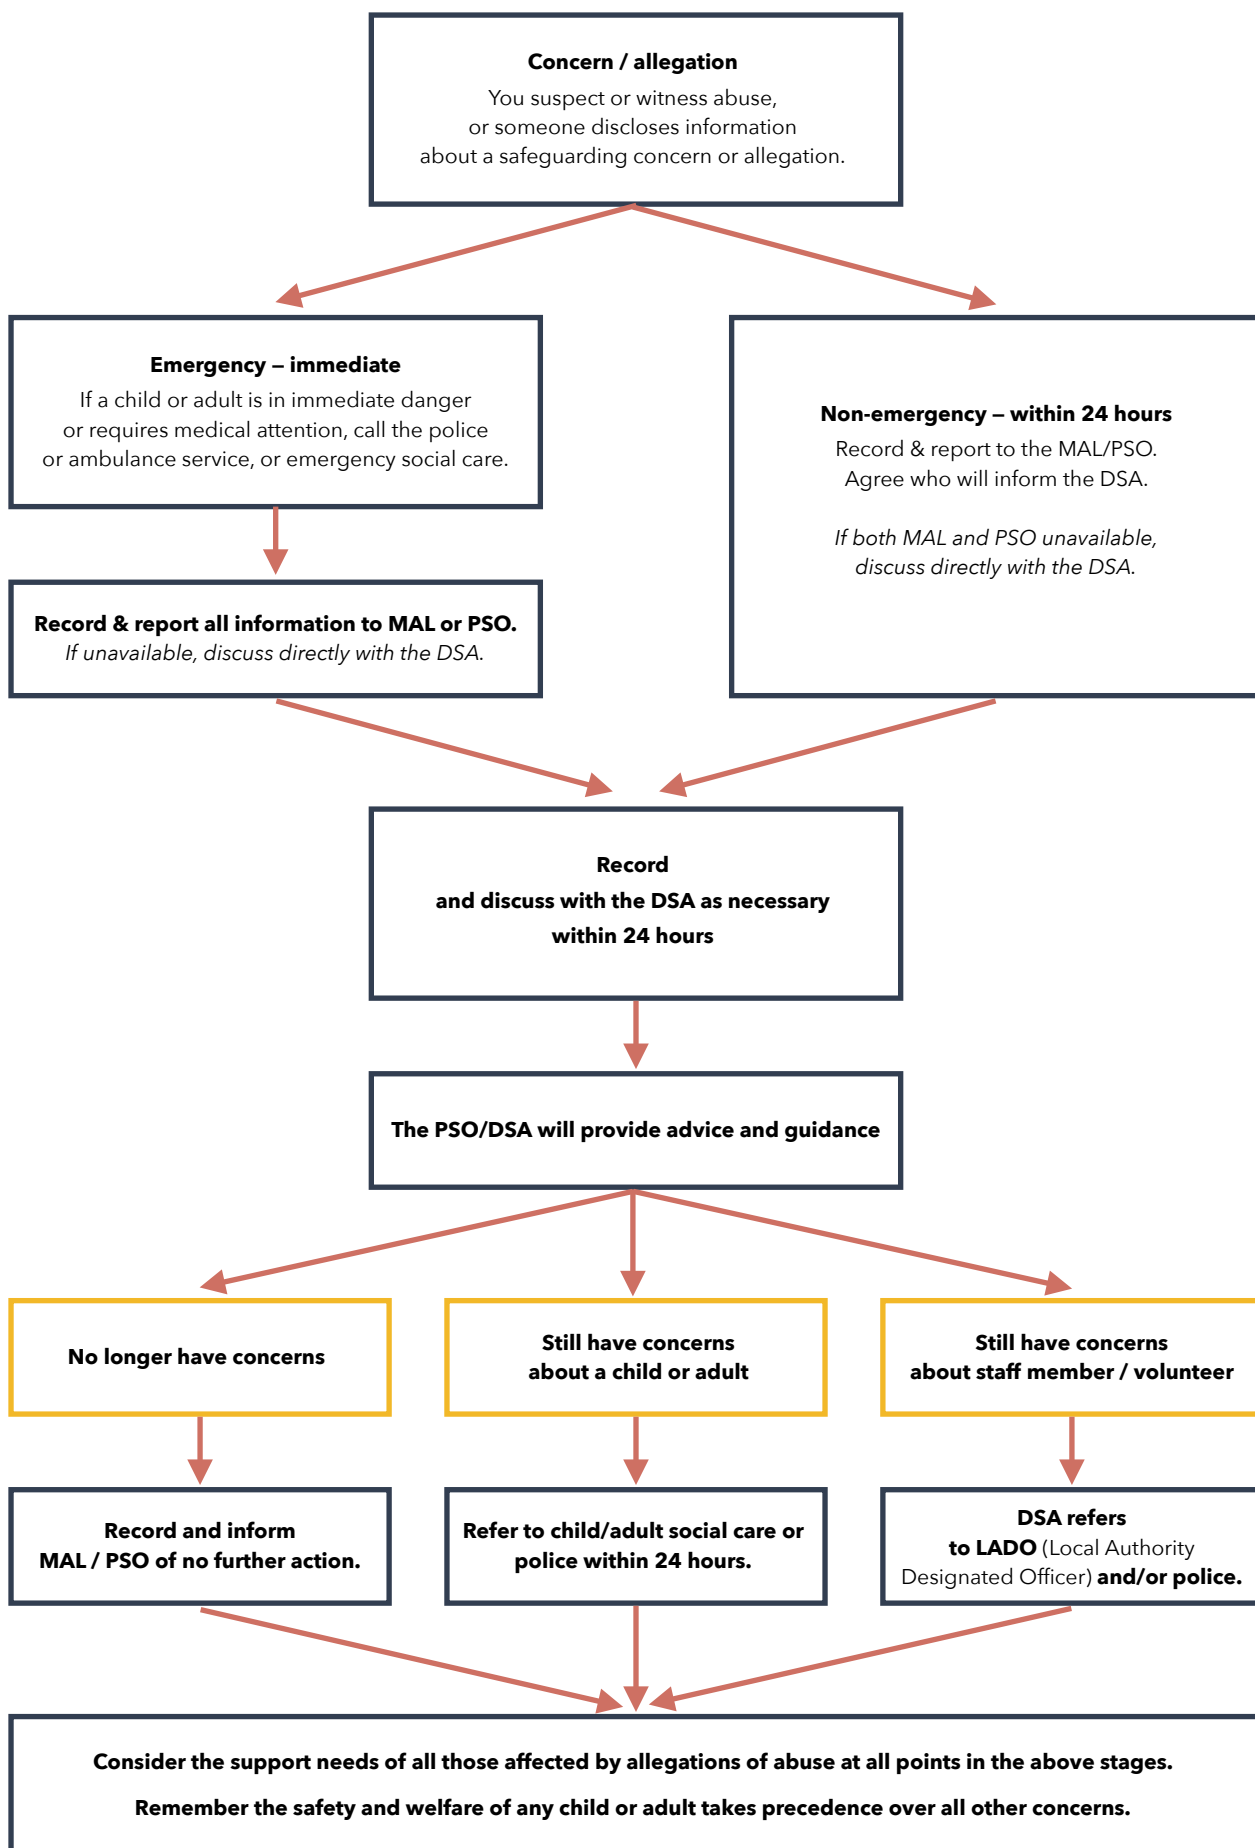 Concern / allegation
You suspect or witness abuse,
or someone discloses information
about a safeguarding concern or allegation.
Emergency – immediate
If a child or adult is in immediate danger
or requires medical attention, call the police
or ambulance service, or emergency social care.
Non-emergency – within 24 hours
Record & report to the MAL/PSO.
Agree who will inform the DSA.
If both MAL and PSO unavailable,
discuss directly with the DSA.
Record & report all information to MAL or PSO.
If unavailable, discuss directly with the DSA.
Record
and discuss with the DSA as necessary
within 24 hours
The PSO/DSA will provide advice and guidance
No longer have concerns
Still have concerns
about a child or adult
Still have concerns
about staff member / volunteer
Record and inform
MAL / PSO of no further action.
Refer to child/adult social care or
police within 24 hours.
DSA refers
to LADO (Local Authority
Designated Officer) and/or police.
Consider the support needs of all those affected by allegations of abuse at all points in the above stages.
Remember the safety and welfare of any child or adult takes precedence over all other concerns.